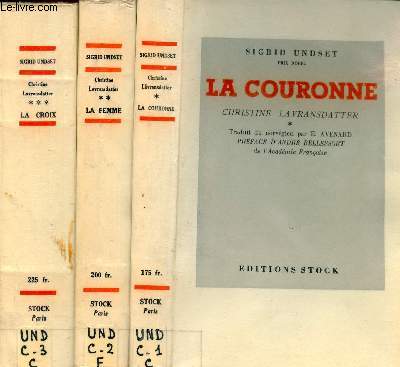 Le-livre.com
SIGRID UNDSET
Christine
Lavransdatter
***
LA CROIX
225 fr.
STOCK
Paris
UND
C-3
C
SIGRID UNDSET
Christine
Lavransdatter
**
LA FEMME
200 fr.
STOCK
Paris
UND
C-2
F
SIGRID UNDSET
Christine
Lavransdatter
*
LA COURONNE
175 fr.
STOCK
Paris
UND
C-1
C
SIGRID UNDSET
PRIX NOBEL
LA COURONNE
CHRISTINE LAVRANSDATTER
*
Traduit du norvégien par E. AVENARD
PREFACE D'ANDRE BELLESSORT
de l'Académie Française
EDITIONS STOCK